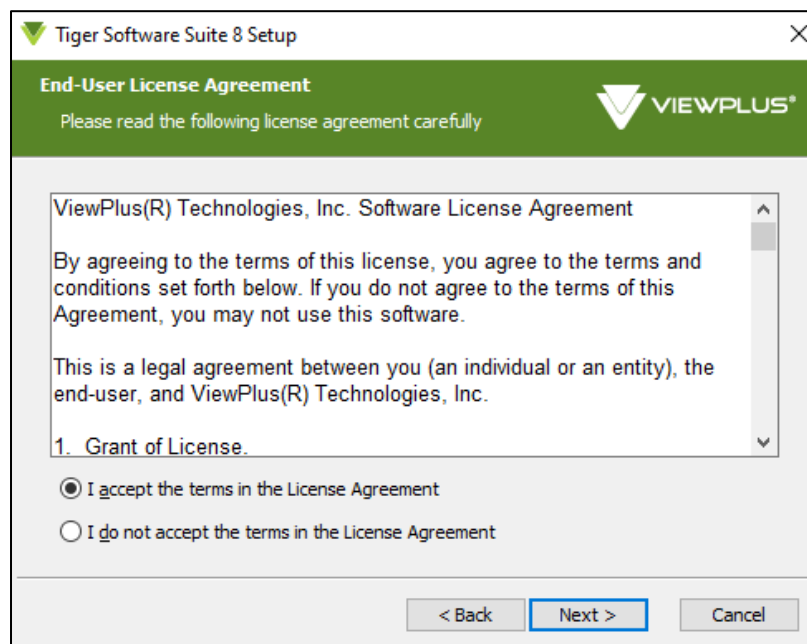 Tiger Software Suite 8 Setup
End-User License Agreement
Please read the following license agreement carefully
VIEWPLUS®
ViewPlus(R) Technologies, Inc. Software License Agreement
By agreeing to the terms of this license, you agree to the terms and
conditions set forth below. If you do not agree to the terms of this
Agreement, you may not use this software.
This is a legal agreement between you (an individual or an entity), the
end-user, and ViewPlus(R) Technologies, Inc.
1. Grant of License.
I accept the terms in the License Agreement
I do not accept the terms in the License Agreement
< Back Next > Cancel